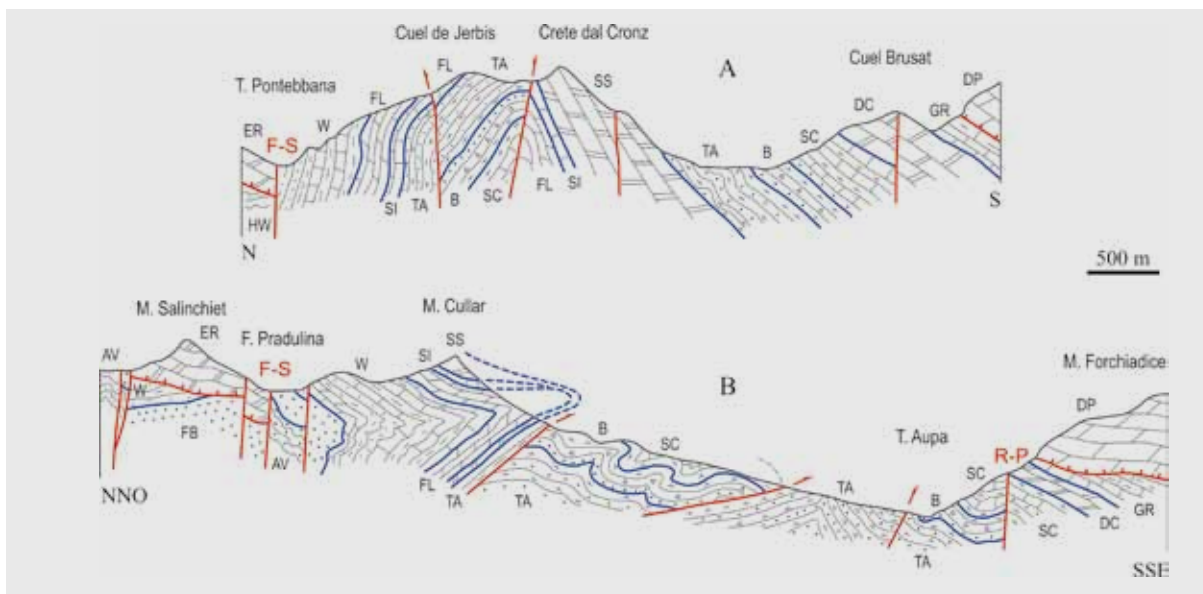 Cuel de Jerbis Crete dal Cronz
T. Pontebbana FL TA SS A Cuel Brusat
ER F-S W FL DC GR DP
TA B SC
HW SI TA B SC FL SI
N S
500 m
M. Salinchiet M. Cullar
AV ER F. Pradulina W SI SS
F-S B M. Forchiadice
W DP
FB AV B SC T. Aupa R-P
TA B SC
NNO FL TA TA SC DC GR
TA SSE